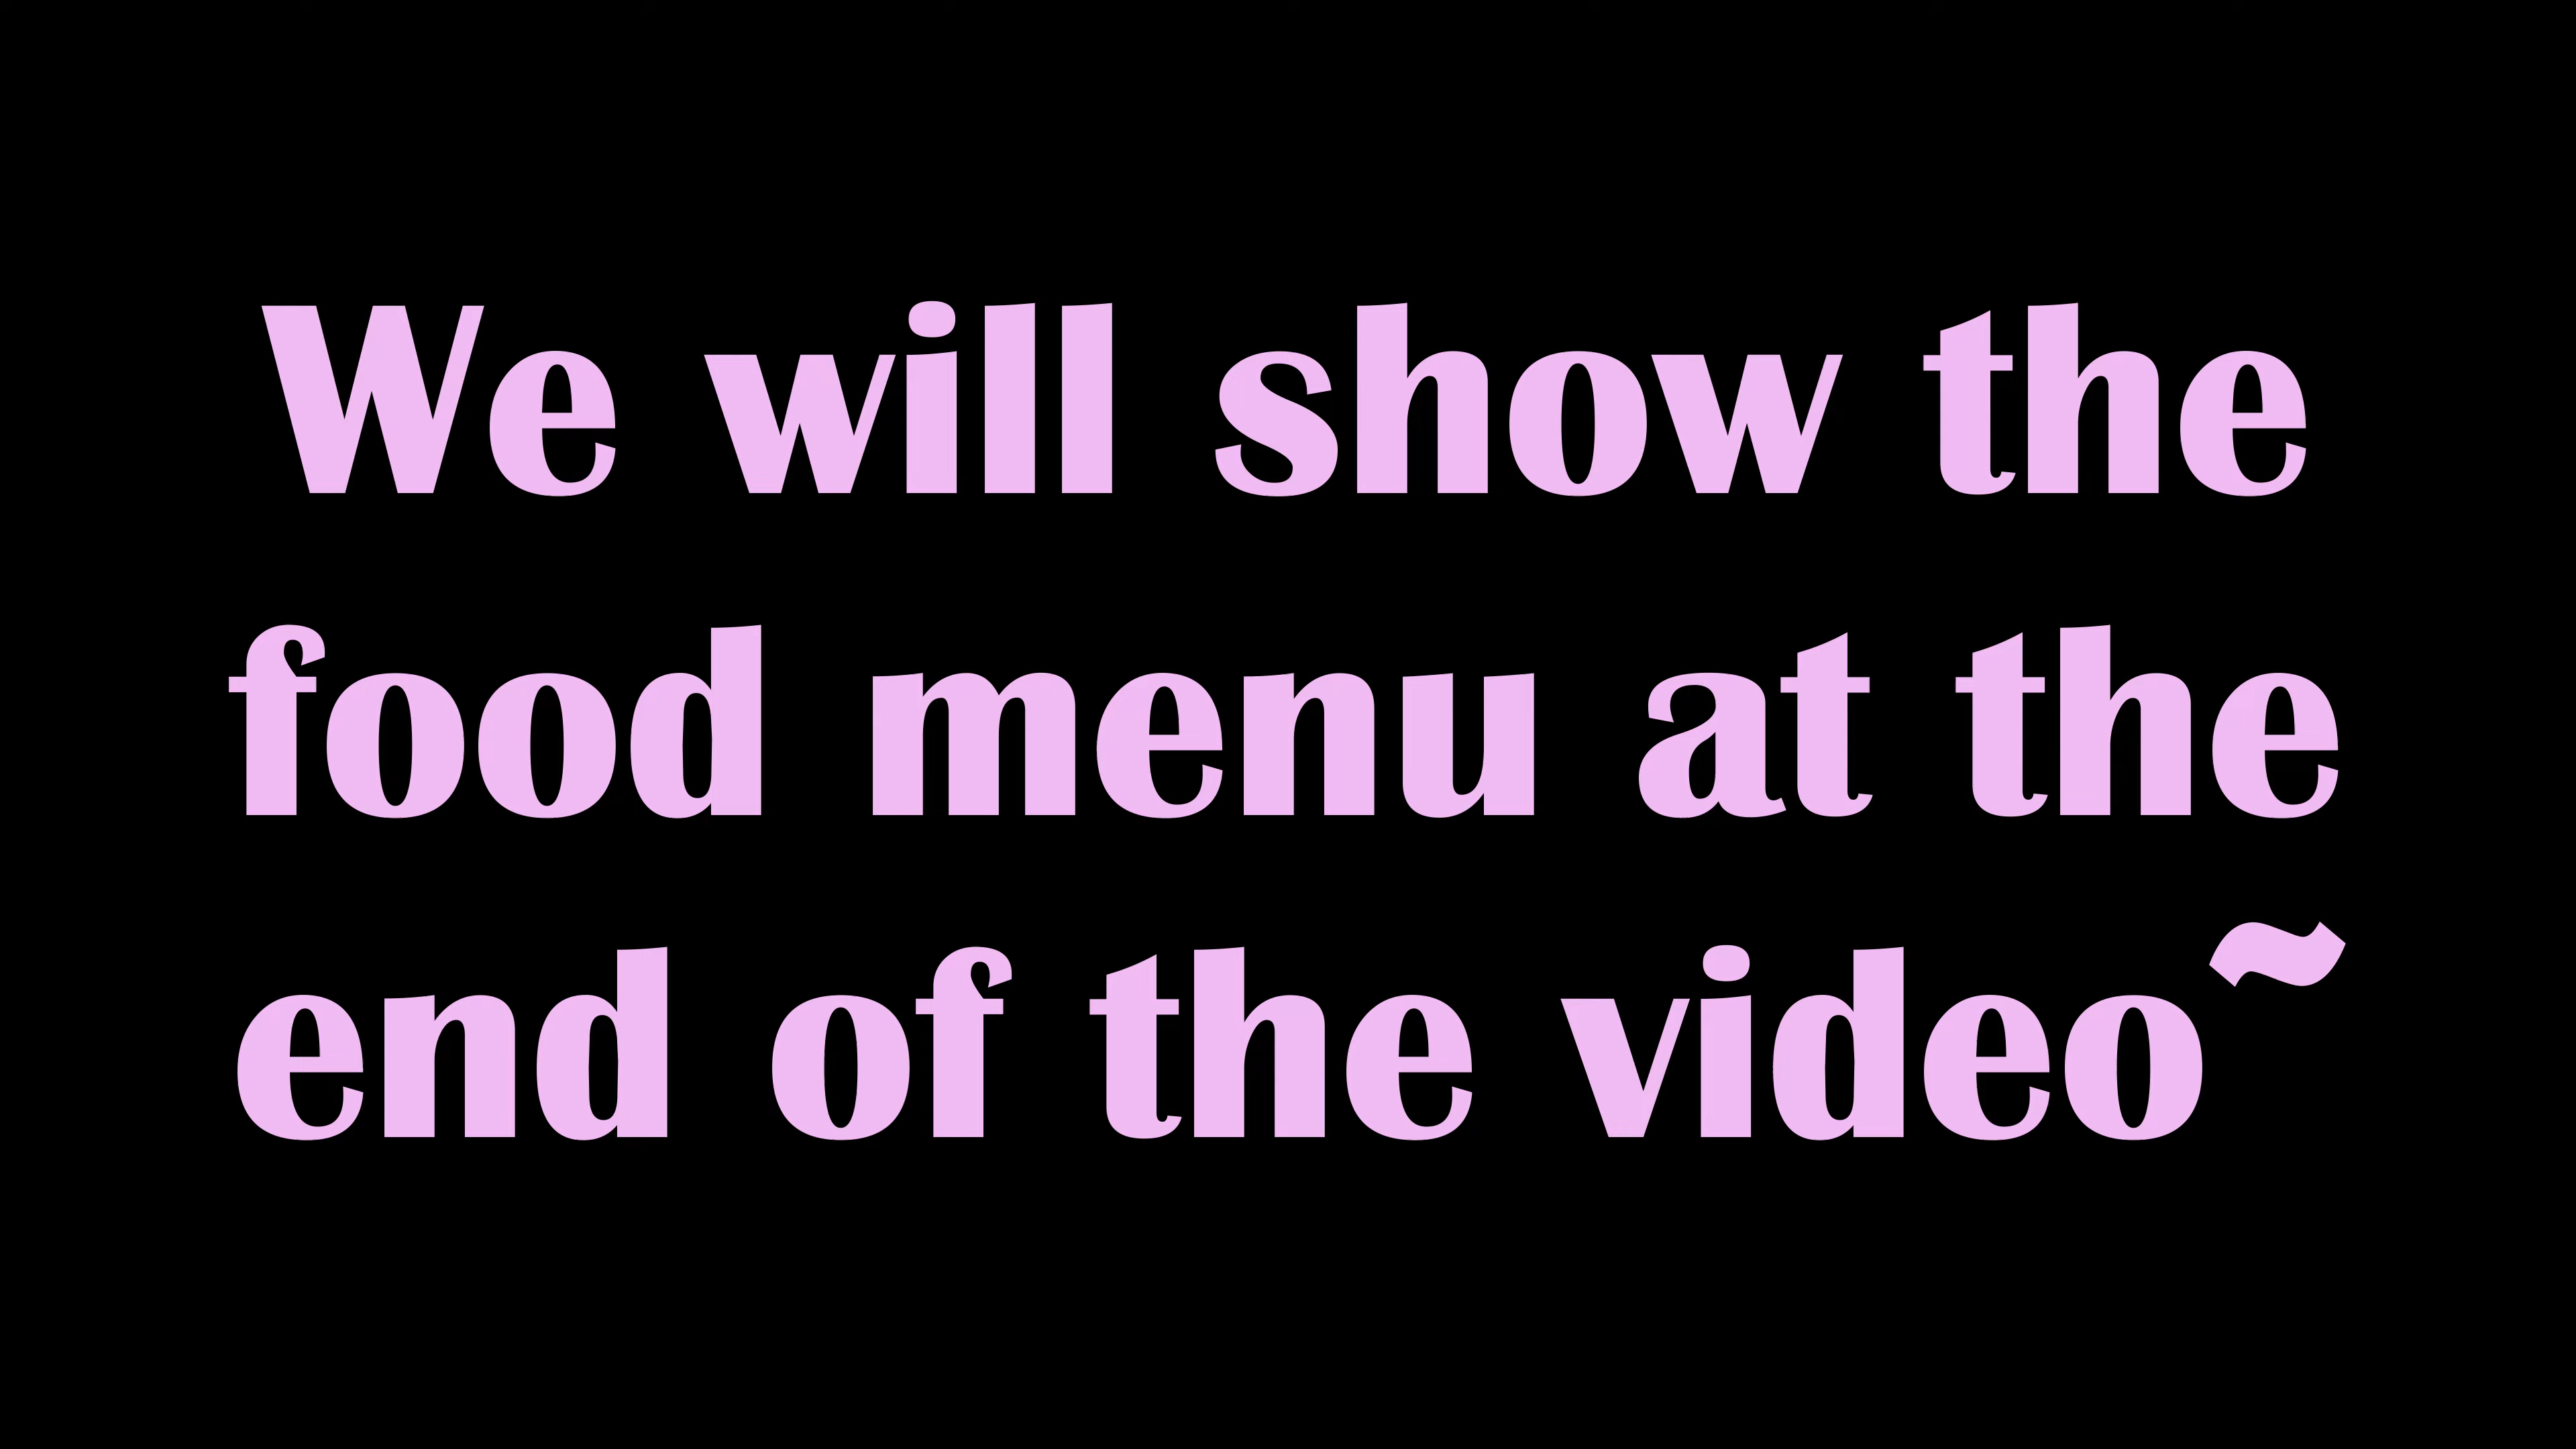 We will show the
food menu at the
end of the video~